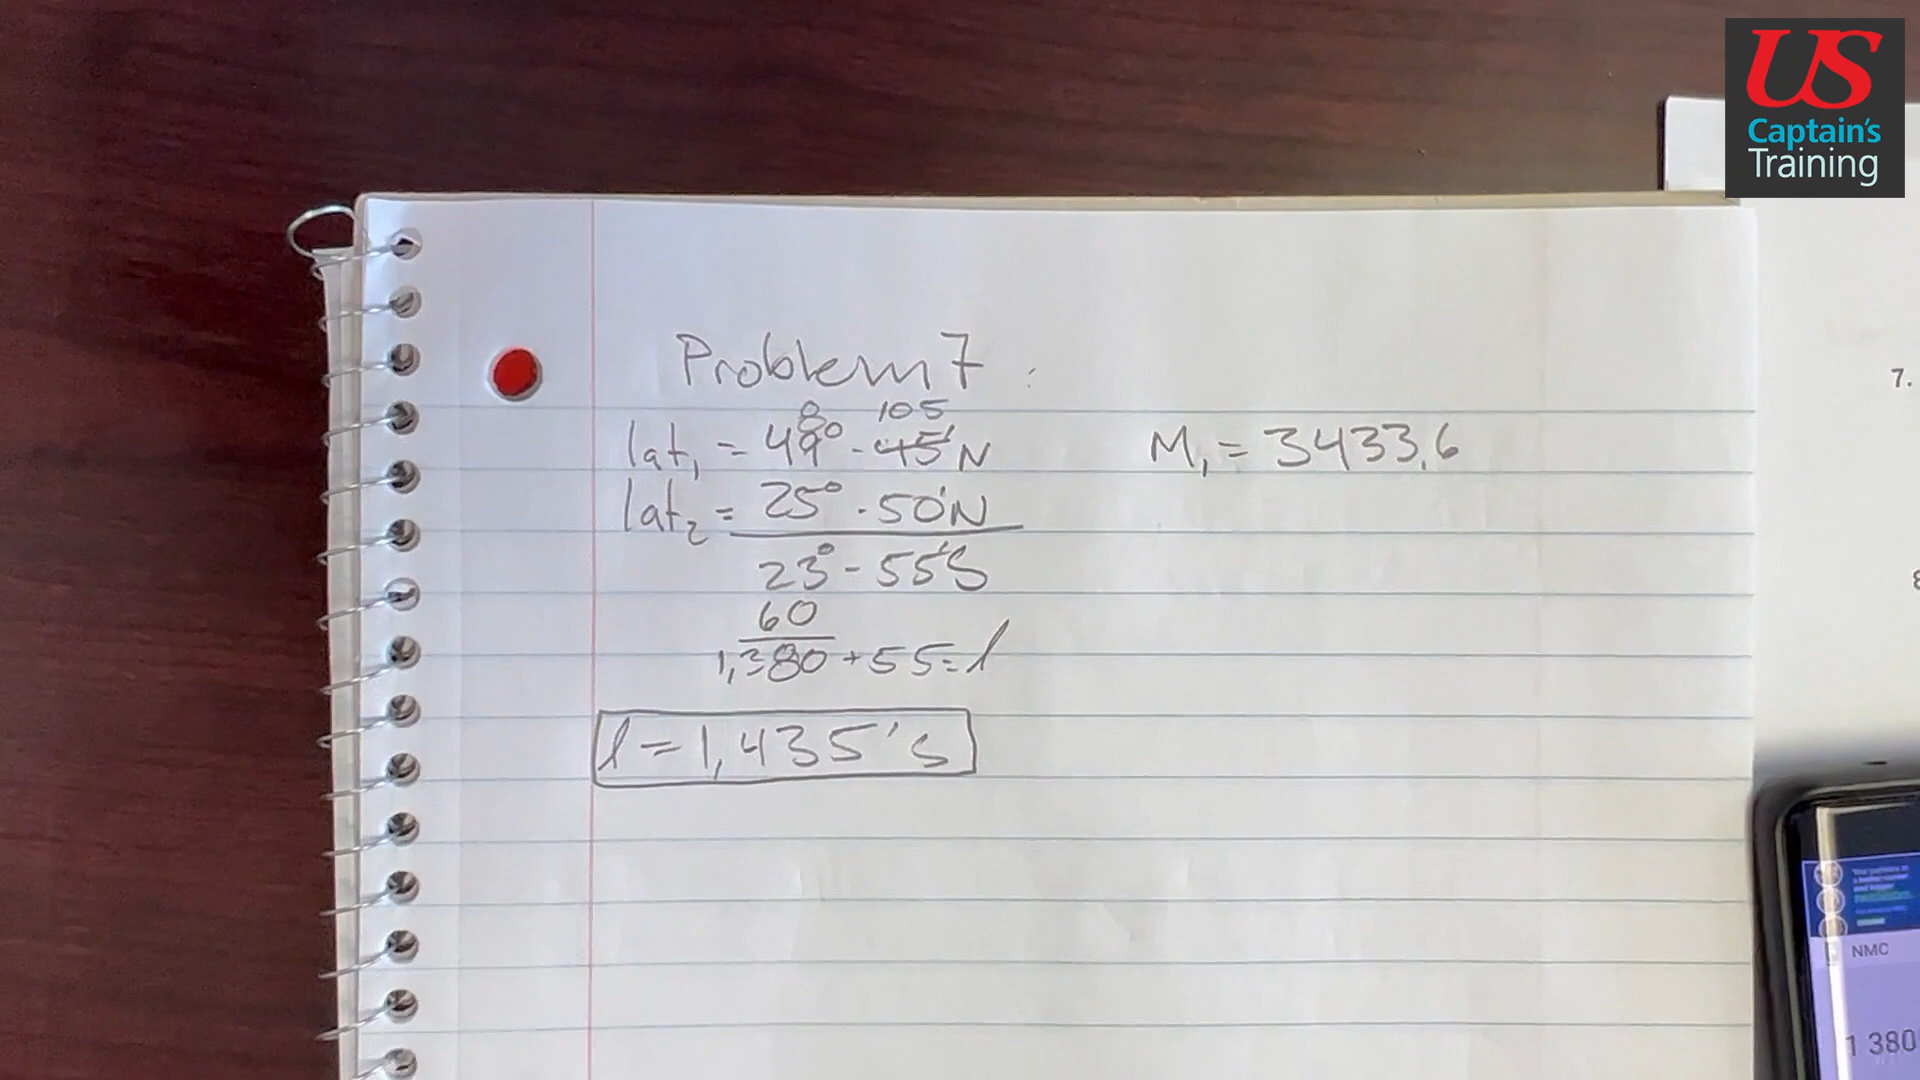 US
Captain's
Training
7.
Problem 7 :
8 105
lat₁ = 49° - 45' N
M₁ = 3433.6
lat₂ = 25° - 50' N
23° - 55' S
60
1,380 + 55 = l
l = 1,435' S
NMC
1 380